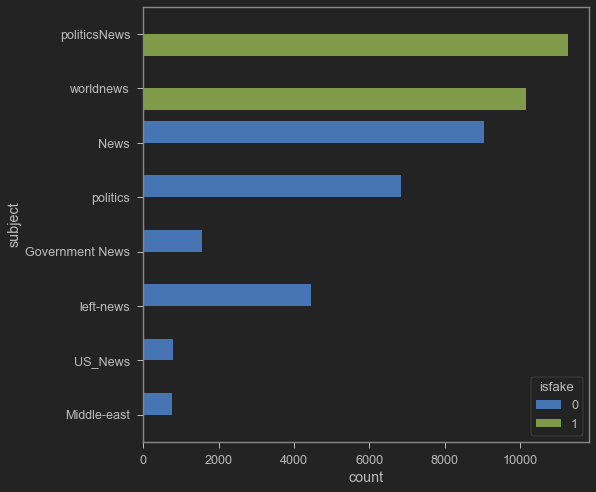 politicsNews
worldnews
News
politics
Government News
left-news
US_News
Middle-east
subject
0 2000 4000 6000 8000 10000
count
isfake
0
1